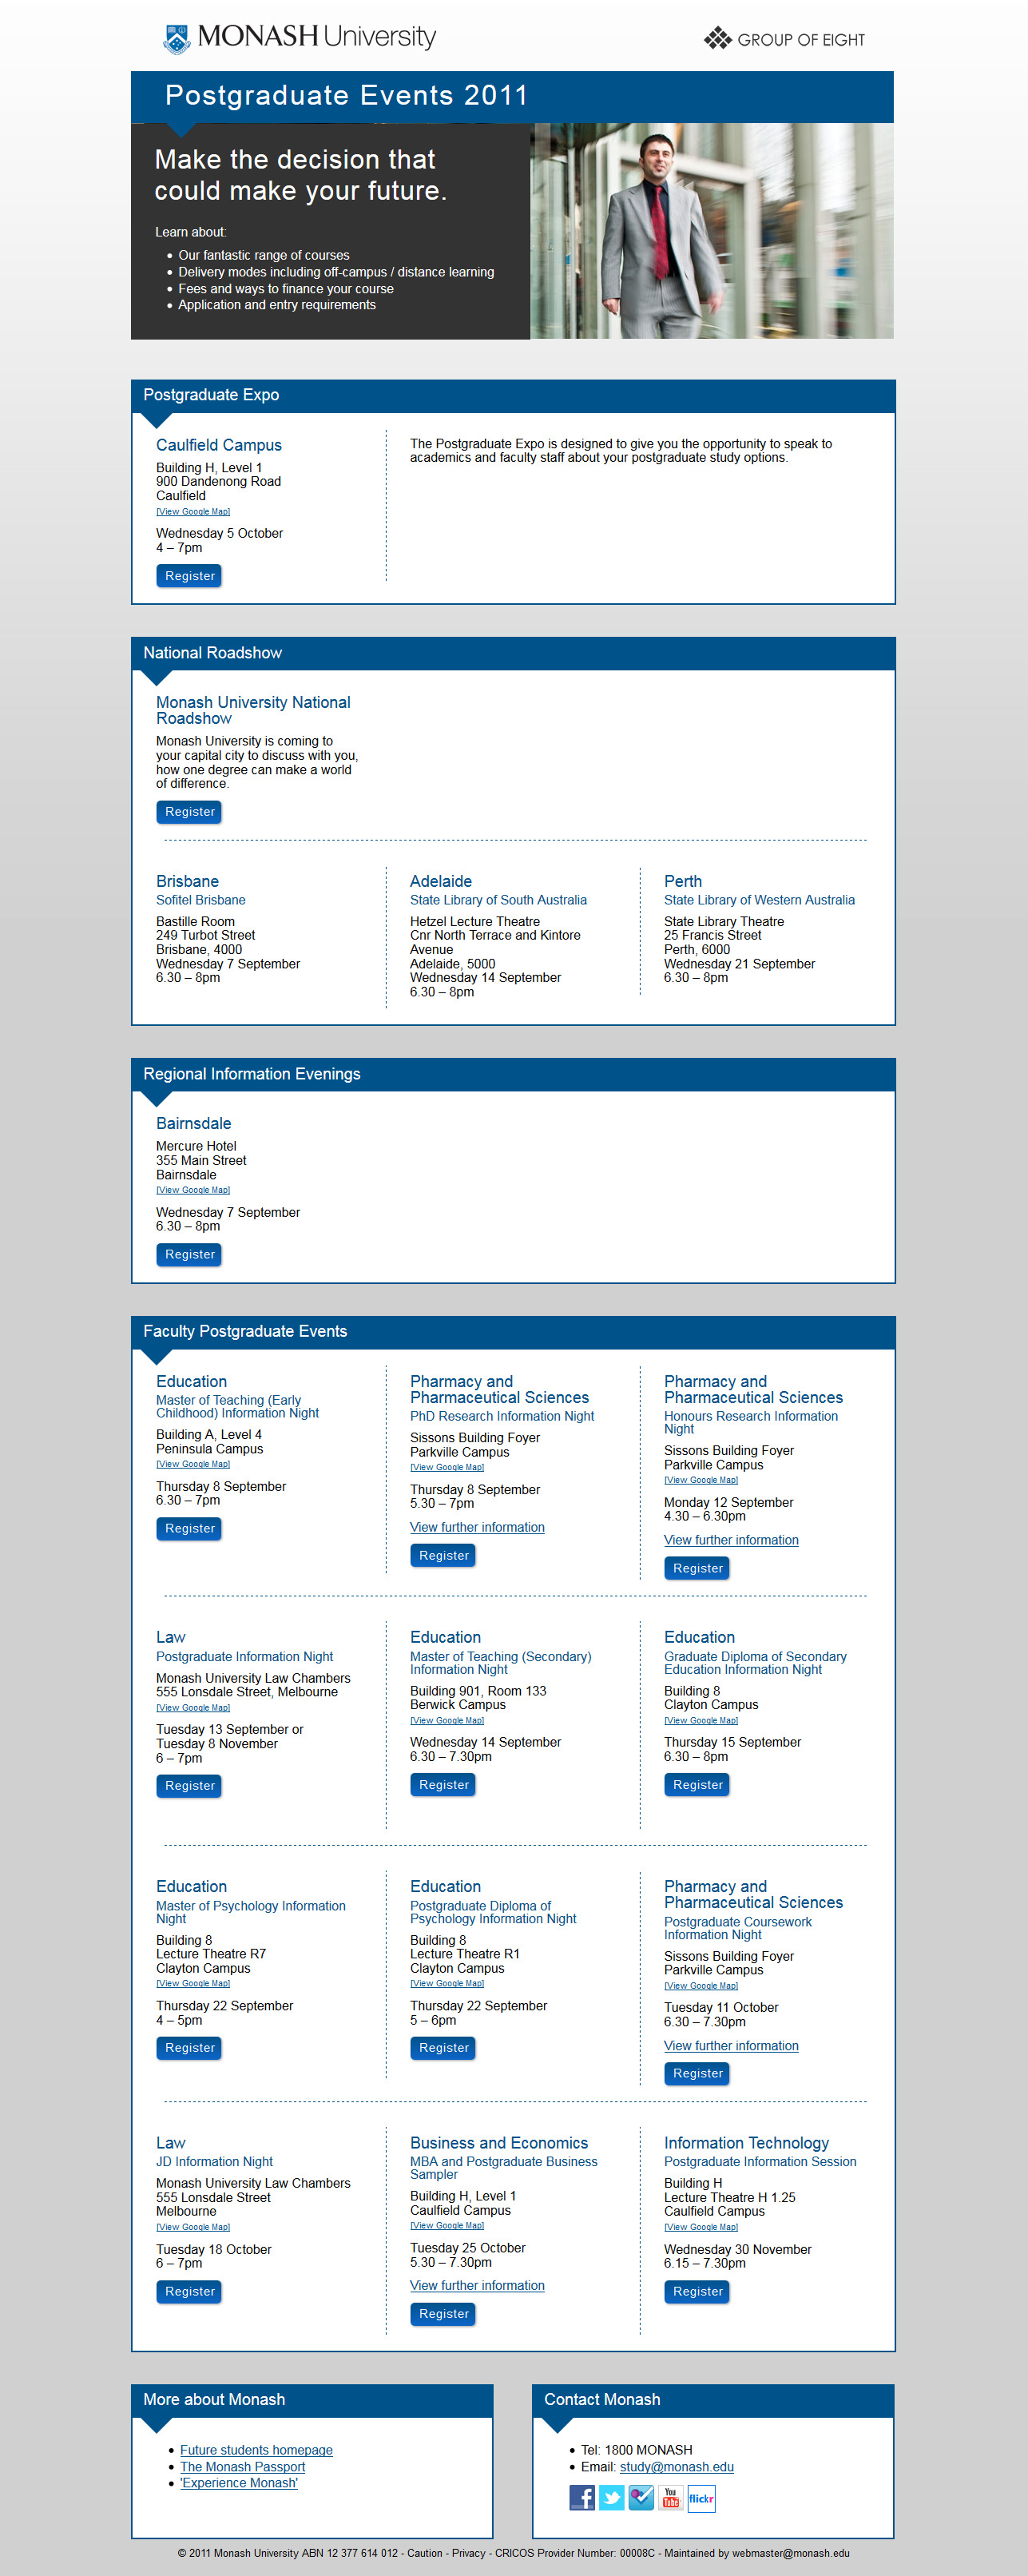 MONASH University
GROUP OF EIGHT
Postgraduate Events 2011
Make the decision that
could make your future.
Learn about:
Our fantastic range of courses
Delivery modes including off-campus / distance learning
Fees and ways to finance your course
Application and entry requirements
Postgraduate Expo
Caulfield Campus
Building H, Level 1
900 Dandenong Road
Caulfield
[View Google Map]
Wednesday 5 October
4 – 7pm
Register
The Postgraduate Expo is designed to give you the opportunity to speak to
academics and faculty staff about your postgraduate study options.
National Roadshow
Monash University National
Roadshow
Monash University is coming to
your capital city to discuss with you,
how one degree can make a world
of difference.
Register
Brisbane
Sofitel Brisbane
Bastille Room
249 Turbot Street
Brisbane, 4000
Wednesday 7 September
6.30 – 8pm
Adelaide
State Library of South Australia
Hetzel Lecture Theatre
Cnr North Terrace and Kintore
Avenue
Adelaide, 5000
Wednesday 14 September
6.30 – 8pm
Perth
State Library of Western Australia
State Library Theatre
25 Francis Street
Perth, 6000
Wednesday 21 September
6.30 – 8pm
Regional Information Evenings
Bairnsdale
Mercure Hotel
355 Main Street
Bairnsdale
[View Google Map]
Wednesday 7 September
6.30 – 8pm
Register
Faculty Postgraduate Events
Education
Master of Teaching (Early
Childhood) Information Night
Building A, Level 4
Peninsula Campus
[View Google Map]
Thursday 8 September
6.30 – 7pm
Register
Pharmacy and
Pharmaceutical Sciences
PhD Research Information Night
Sissons Building Foyer
Parkville Campus
[View Google Map]
Thursday 8 September
5.30 – 7pm
View further information
Register
Pharmacy and
Pharmaceutical Sciences
Honours Research Information
Night
Sissons Building Foyer
Parkville Campus
[View Google Map]
Monday 12 September
4.30 – 6.30pm
View further information
Register
Law
Postgraduate Information Night
Monash University Law Chambers
555 Lonsdale Street, Melbourne
[View Google Map]
Tuesday 13 September or
Tuesday 8 November
6 – 7pm
Register
Education
Master of Teaching (Secondary)
Information Night
Building 901, Room 133
Berwick Campus
[View Google Map]
Wednesday 14 September
6.30 – 7.30pm
Register
Education
Graduate Diploma of Secondary
Education Information Night
Building 8
Clayton Campus
[View Google Map]
Thursday 15 September
6.30 – 8pm
Register
Education
Master of Psychology Information
Night
Building 8
Lecture Theatre R7
Clayton Campus
[View Google Map]
Thursday 22 September
4 – 5pm
Register
Education
Postgraduate Diploma of
Psychology Information Night
Building 8
Lecture Theatre R1
Clayton Campus
[View Google Map]
Thursday 22 September
5 – 6pm
Register
Pharmacy and
Pharmaceutical Sciences
Postgraduate Coursework
Information Night
Sissons Building Foyer
Parkville Campus
[View Google Map]
Tuesday 11 October
6.30 – 7.30pm
View further information
Register
Law
JD Information Night
Monash University Law Chambers
555 Lonsdale Street
Melbourne
[View Google Map]
Tuesday 18 October
6 – 7pm
Register
Business and Economics
MBA and Postgraduate Business
Sampler
Building H, Level 1
Caulfield Campus
[View Google Map]
Tuesday 25 October
5.30 – 7.30pm
View further information
Register
Information Technology
Postgraduate Information Session
Building H
Lecture Theatre H 1.25
Caulfield Campus
[View Google Map]
Wednesday 30 November
6.15 – 7.30pm
Register
More about Monash
Future students homepage
The Monash Passport
'Experience Monash'
Contact Monash
Tel: 1800 MONASH
Email: study@monash.edu
You
Tube
flickr
© 2011 Monash University ABN 12 377 614 012 - Caution - Privacy - CRICOS Provider Number: 00008C - Maintained by webmaster@monash.edu